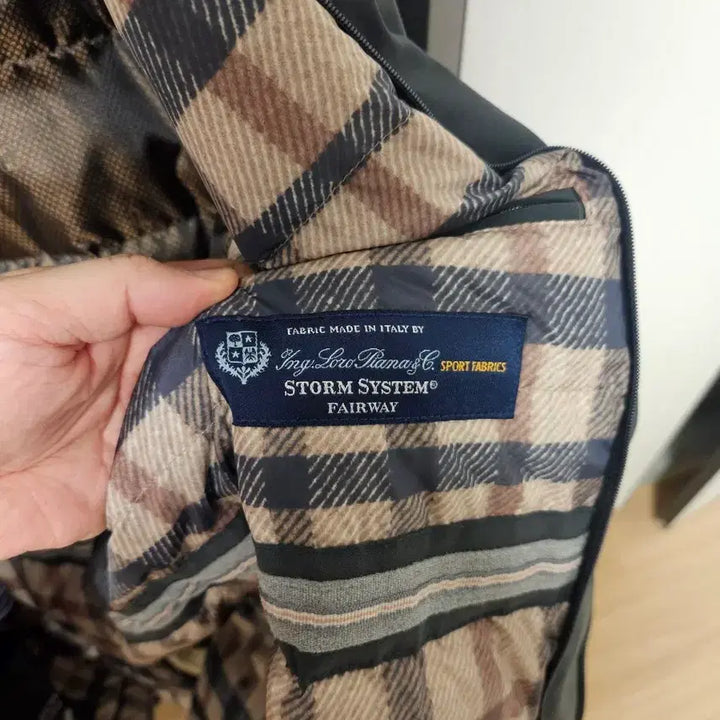 FABRIC MADE IN ITALY BY
Ing. Loro Piana & C. SPORT FABRICS
STORM SYSTEM®
FAIRWAY